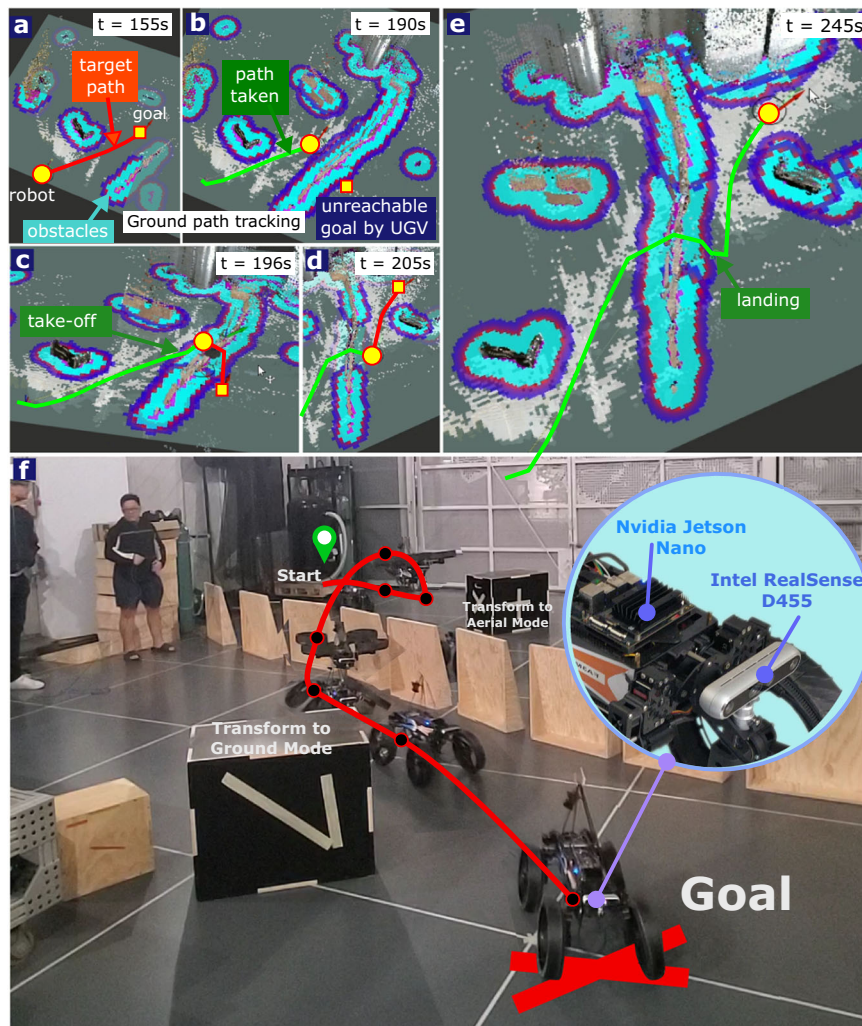 a
t = 155s
target
path
goal
robot
obstacles
Ground path tracking
b
t = 190s
path
taken
unreachable
goal by UGV
c
t = 196s
take-off
d
t = 205s
e
t = 245s
landing
f
Start
Transform to
Aerial Mode
Transform to
Ground Mode
Nvidia Jetson
Nano
Intel RealSense
D455
Goal